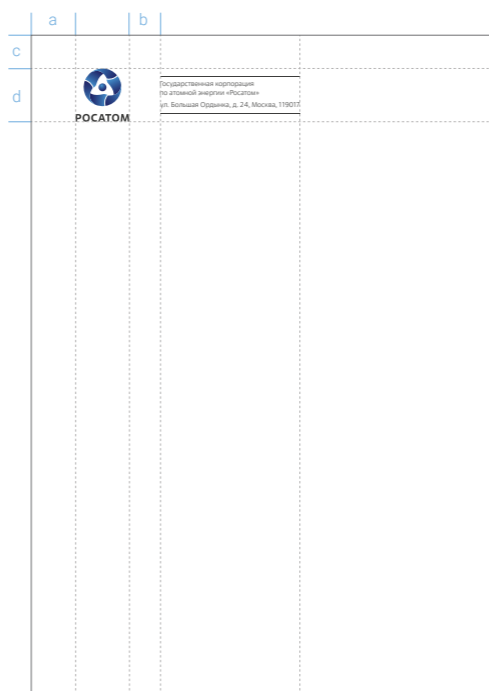 a
b
c
d
РОСАТОМ
Государственная корпорация
по атомной энергии «Росатом»
ул. Большая Ордынка, д. 24, Москва, 119017